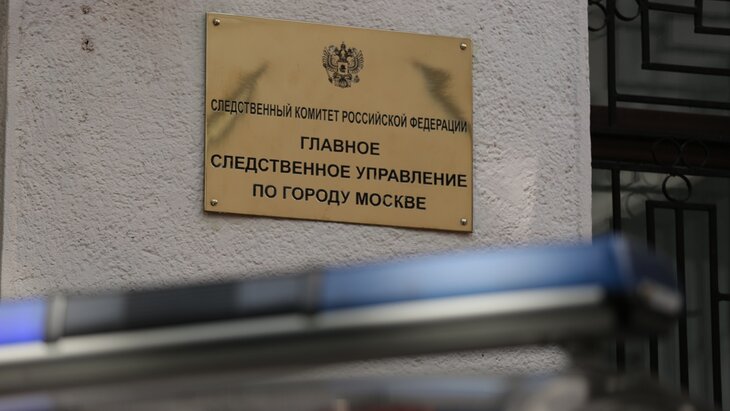 СЛЕДСТВЕННЫЙ КОМИТЕТ РОССИЙСКОЙ ФЕДЕРАЦИИ
ГЛАВНОЕ
СЛЕДСТВЕННОЕ УПРАВЛЕНИЕ
ПО ГОРОДУ МОСКВЕ